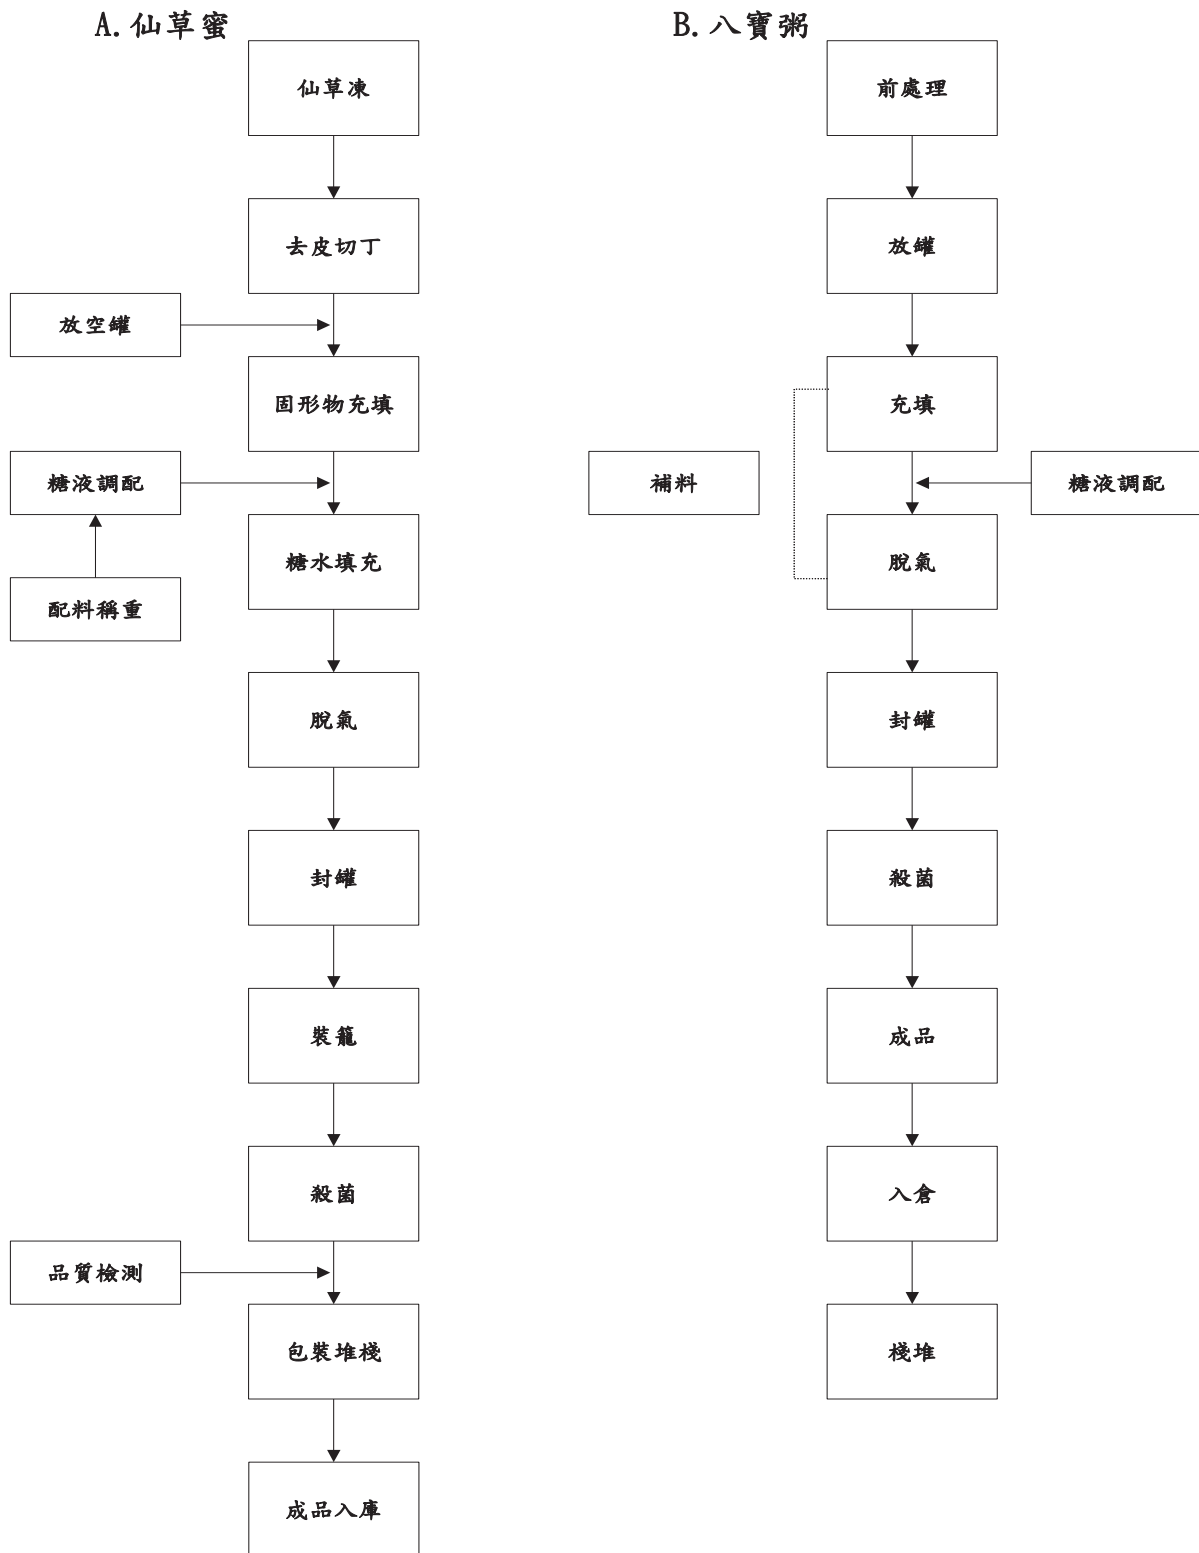 A. 仙草蜜
仙草凍
去皮切丁
放空罐
固形物充填
糖液調配
糖水填充
配料稱重
脫氣
封罐
裝籠
殺菌
品質檢測
包裝堆棧
成品入庫
B. 八寶粥
前處理
放罐
充填
補料
糖液調配
脫氣
封罐
殺菌
成品
入倉
棧堆